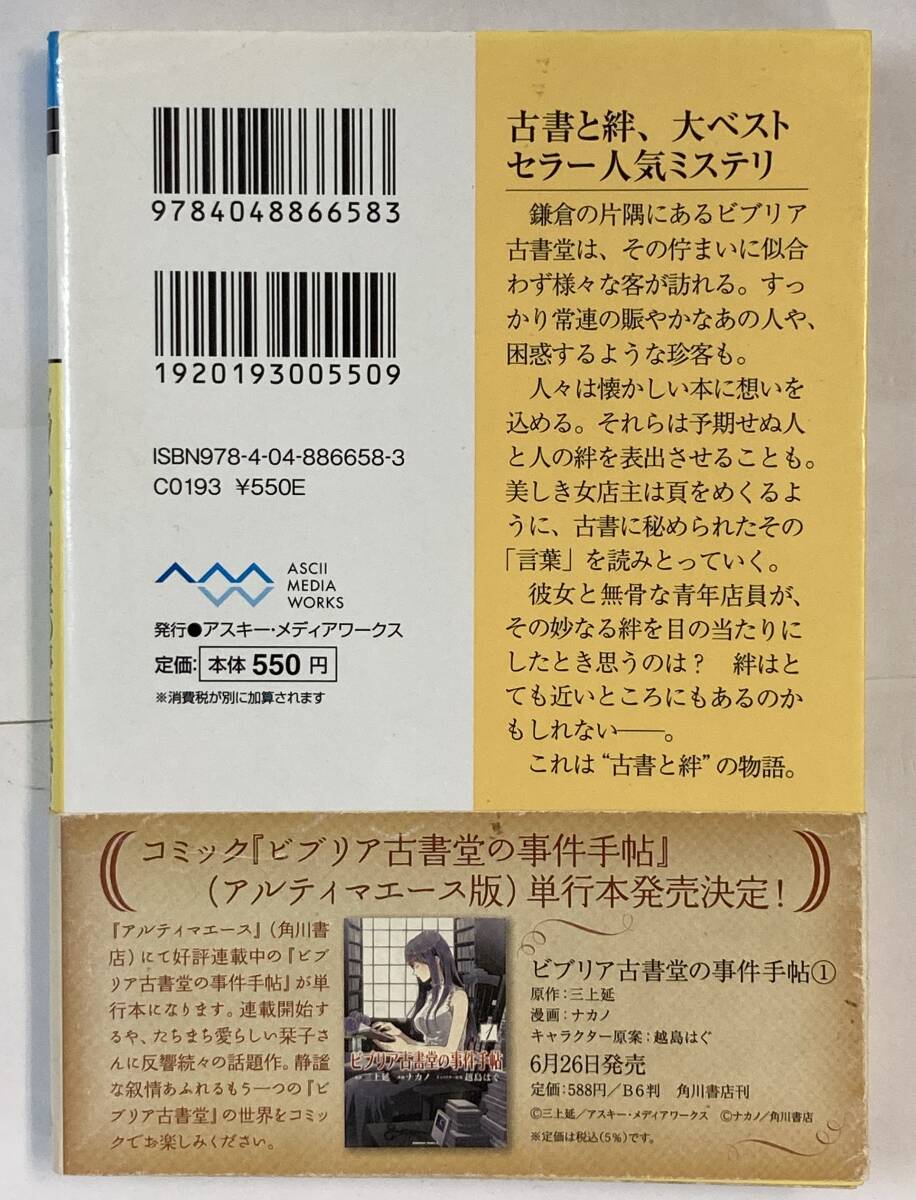 9784048866583
1920193005509
ISBN978-4-04-886658-3
C0193 ¥550E
ASCII
MEDIA
WORKS
発行●アスキー・メディアワークス
定価:本体550円
※消費税が別に加算されます
古書と絆、大ベスト
セラー人気ミステリ
鎌倉の片隅にあるビブリア
古書堂は、その佇まいに似合
わず様々な客が訪れる。すっ
かり常連の賑やかなあの人や、
困惑するような珍客も。
人々は懐かしい本に想いを
込める。それらは予期せぬ人
と人の絆を表出させることも。
美しき女店主は頁をめくるよ
うに、古書に秘められたその
「言葉」を読みとっていく。
彼女と無骨な青年店員が、
その妙なる絆を目の当たりに
したとき思うのは? 絆はと
ても近いところにもあるのか
もしれない――。
これは“古書と絆”の物語。
コミック『ビブリア古書堂の事件手帖』
(アルティマエース版)単行本発売決定!
『アルティマエース』(角川書
店)にて好評連載中の『ビブ
リア古書堂の事件手帖』が単
行本になります。連載開始す
るや、たちまち愛らしい栞子さ
んに反響続々の話題作。静謐
な叙情あふれるもう一つの『ビ
ブリア古書堂』の世界をコミッ
クでお楽しみください。
ビブリア古書堂の事件手帖
三上延 ナカノ 越島はぐ
ビブリア古書堂の事件手帖①
原作:三上延
漫画:ナカノ
キャラクター原案:越島はぐ
6月26日発売
定価:588円/B6判 角川書店刊
©三上延/アスキー・メディアワークス ©ナカノ/角川書店
※定価は税込(5%)です。